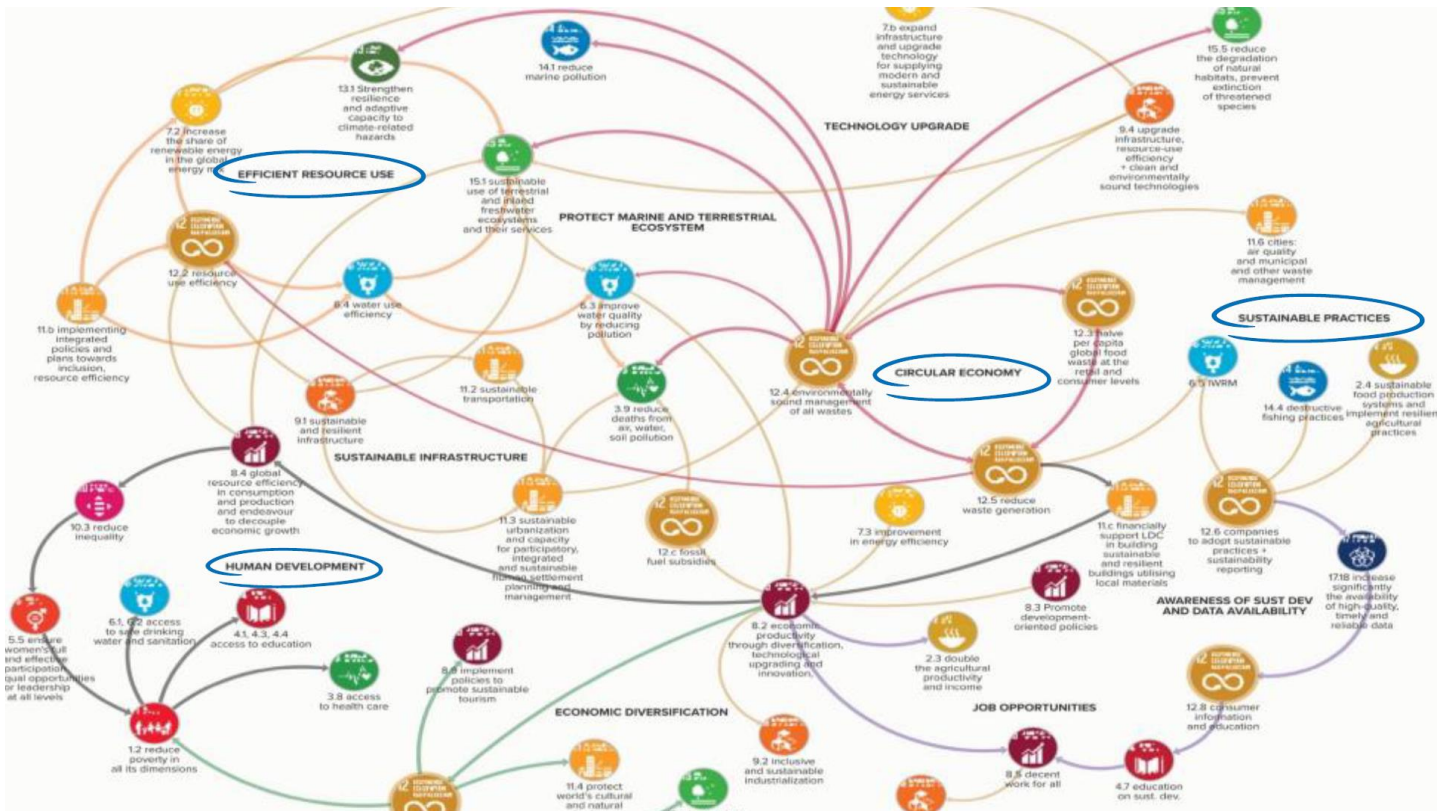 7.b expand
infrastructure
and upgrade
technology
for supplying
modern and
sustainable
energy services
15.5 reduce
the degradation
of natural
habitats, prevent
extinction
of threatened
species
14.1 reduce
marine pollution
13.1 Strengthen
resilience
and adaptive
capacity to
climate-related
hazards
TECHNOLOGY UPGRADE
9.4 upgrade
infrastructure,
resource-use
efficiency
+ clean and
environmentally
sound technologies
7.2 increase
the share of
renewable energy
in the global
energy mix
EFFICIENT RESOURCE USE
15.1 sustainable
use of terrestrial
and inland
freshwater
ecosystems
and their services
PROTECT MARINE AND TERRESTRIAL
ECOSYSTEM
11.6 cities:
air quality
and municipal
and other waste
management
12.2 resource
use efficiency
6.4 water use
efficiency
6.3 improve
water quality
by reducing
pollution
11.b implementing
integrated
policies and
plans towards
inclusion,
resource efficiency
12.3 halve
per capita
global food
waste at the
retail and
consumer levels
SUSTAINABLE PRACTICES
CIRCULAR ECONOMY
11.2 sustainable
transportation
12.4 environmentally
sound management
of all wastes
6.5 IWRM
14.4 destructive
fishing practices
2.4 sustainable
food production
systems and
implement resilient
agricultural
practices
9.1 sustainable
and resilient
infrastructure
3.9 reduce
deaths from
air, water,
soil pollution
SUSTAINABLE INFRASTRUCTURE
8.4 global
resource efficiency
in consumption
and production
and endeavour
to decouple
economic growth
10.3 reduce
inequality
11.3 sustainable
urbanization
and capacity
for participatory,
integrated
and sustainable
human settlement
planning and
management
12.c fossil
fuel subsidies
7.3 improvement
in energy efficiency
12.5 reduce
waste generation
11.c financially
support LDC
in building
sustainable
and resilient
buildings utilising
local materials
12.6 companies
to adopt sustainable
practices +
sustainability
reporting
17.18 increase
significantly
the availability
of high-quality,
timely and
reliable data
HUMAN DEVELOPMENT
AWARENESS OF SUST DEV
AND DATA AVAILABILITY
5.5 ensure
women's full
and effective
participation
equal opportunities
for leadership
at all levels
6.1, 6.2 access
to safe drinking
water and sanitation
4.1, 4.3, 4.4
access to education
3.8 access
to health care
8.9 implement
policies to
promote sustainable
tourism
8.2 economic
productivity
through diversification,
technological
upgrading and
innovation,
8.3 Promote
development-
oriented policies
2.3 double
the agricultural
productivity
and income
ECONOMIC DIVERSIFICATION
JOB OPPORTUNITIES
12.8 consumer
information
and education
1.2 reduce
poverty in
all its dimensions
11.4 protect
world's cultural
and natural
9.2 inclusive
and sustainable
industrialization
8.5 decent
work for all
4.7 education
on sust. dev.